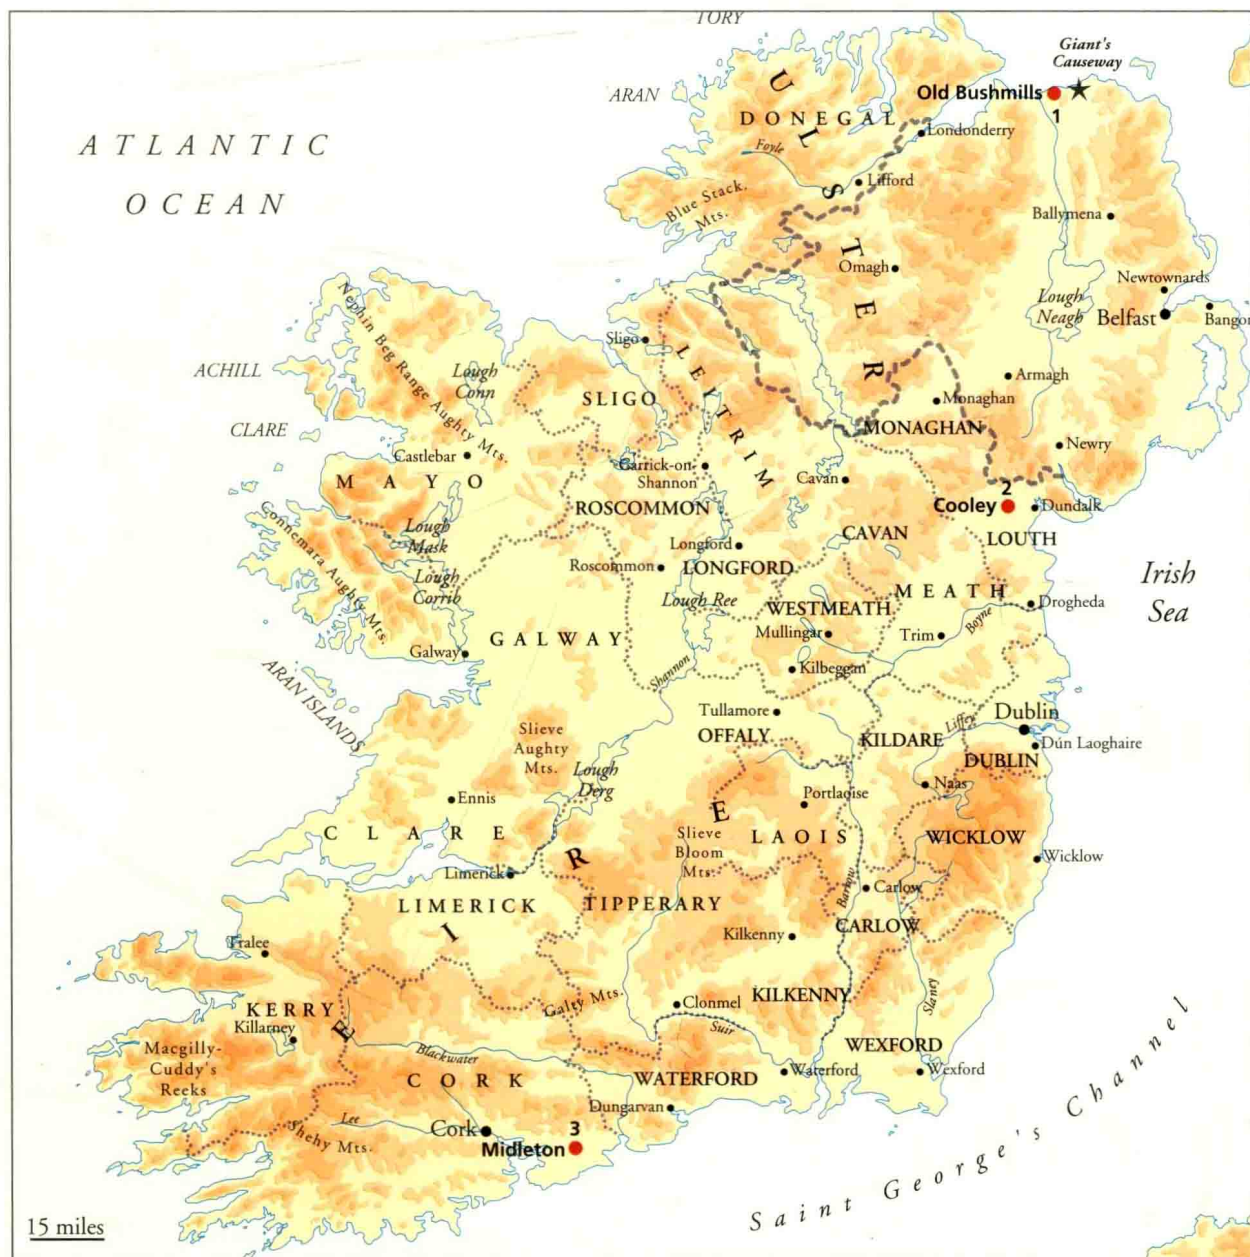 TORY
Giant's
Causeway
ARAN
Old Bushmills
1
ULSTER
DONEGAL
Londonderry
Foyle
ATLANTIC
OCEAN
Lifford
Blue Stack.
Mts.
Ballymena
Omagh
Newtownards
Lough
Neagh
Belfast
Bangor
Nephin Beg Range Aughty Mts.
Sligo
LEYTRIM
ACHILL
Lough
Conn
SLIGO
Armagh
Monaghan
MONAGHAN
CLARE
Newry
Castlebar
Carrick-on-
Shannon
Cavan
MAYO
2
Cooley
Dundalk
ROSCOMMON
Connemara Aughty Mts.
Lough
Mask
CAVAN
LOUTH
Longford
LONGFORD
Roscommon
Lough
Corrib
Lough Ree
Irish
Sea
MEATH
WESTMEATH
Drogheda
Boyne
Mullingar
Trim
GALWAY
Galway
Shannon
Kilbeggan
ARAN ISLANDS
Tullamore
OFFALY
Dublin
Liffey
KILDARE
Dún Laoghaire
DUBLIN
Slieve
Aughty
Mts.
Lough
Derg
Naas
Portlaoise
Ennis
EIRE
CLARE
Slieve
Bloom
Mts.
LAOIS
WICKLOW
Wicklow
Limerick
Barrow
Carlow
LIMERICK
TIPPERARY
CARLOW
Kilkenny
Tralee
KERRY
Galty Mts.
Clonmel
KILKENNY
Slaney
Killarney
Suir
Macgilly-
Cuddy's
Reeks
Blackwater
WEXFORD
CORK
WATERFORD
Waterford
Wexford
Dungarvan
Lee
Cork
Shehy Mts.
3
Midleton
Saint George's Channel
15 miles